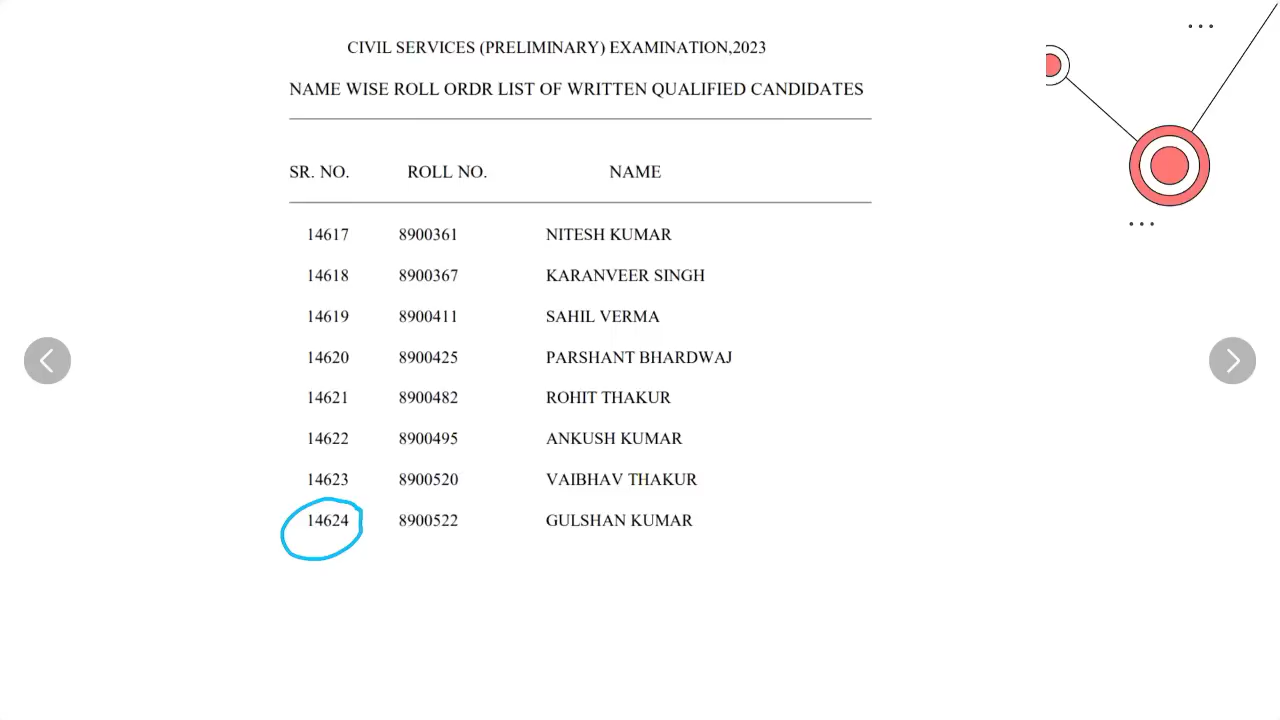 CIVIL SERVICES (PRELIMINARY) EXAMINATION,2023
NAME WISE ROLL ORDR LIST OF WRITTEN QUALIFIED CANDIDATES
SR. NO. ROLL NO. NAME
14617 8900361 NITESH KUMAR
14618 8900367 KARANVEER SINGH
14619 8900411 SAHIL VERMA
14620 8900425 PARSHANT BHARDWAJ
14621 8900482 ROHIT THAKUR
14622 8900495 ANKUSH KUMAR
14623 8900520 VAIBHAV THAKUR
14624 8900522 GULSHAN KUMAR